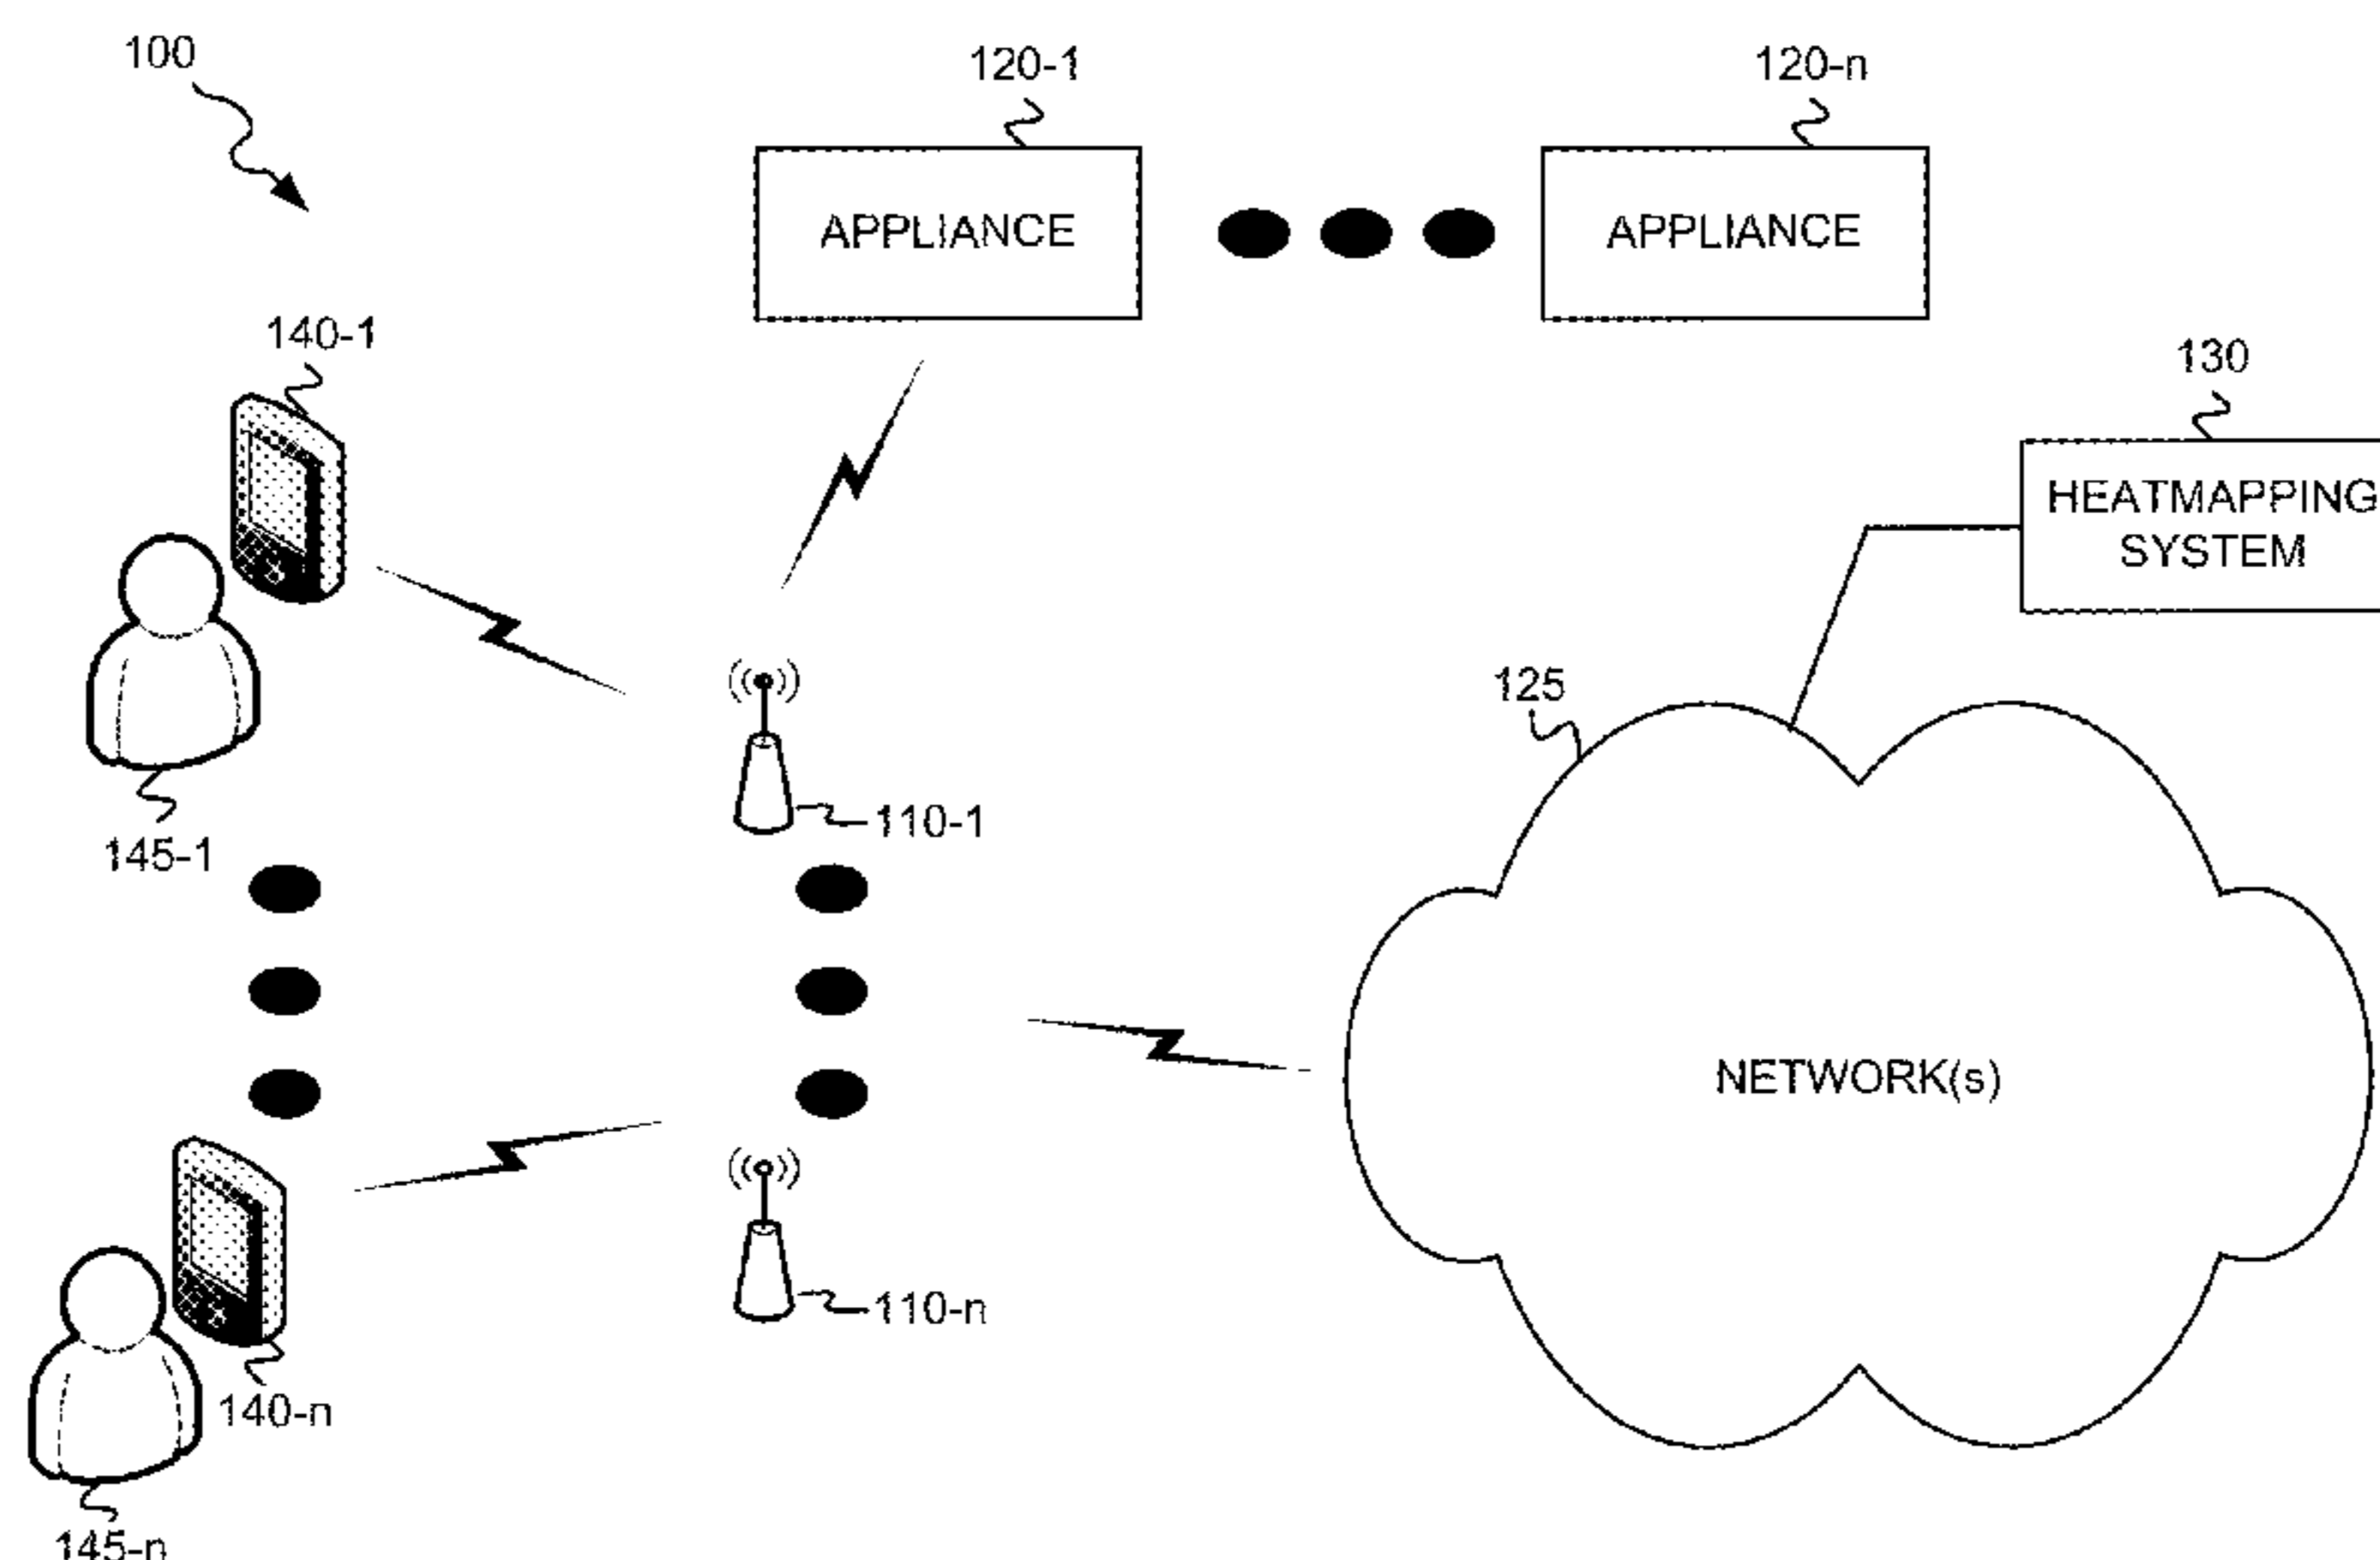 100
120-1
120-n
APPLIANCE
APPLIANCE
140-1
130
HEATMAPPING
SYSTEM
125
110-1
145-1
NETWORK(s)
110-n
140-n
145-n